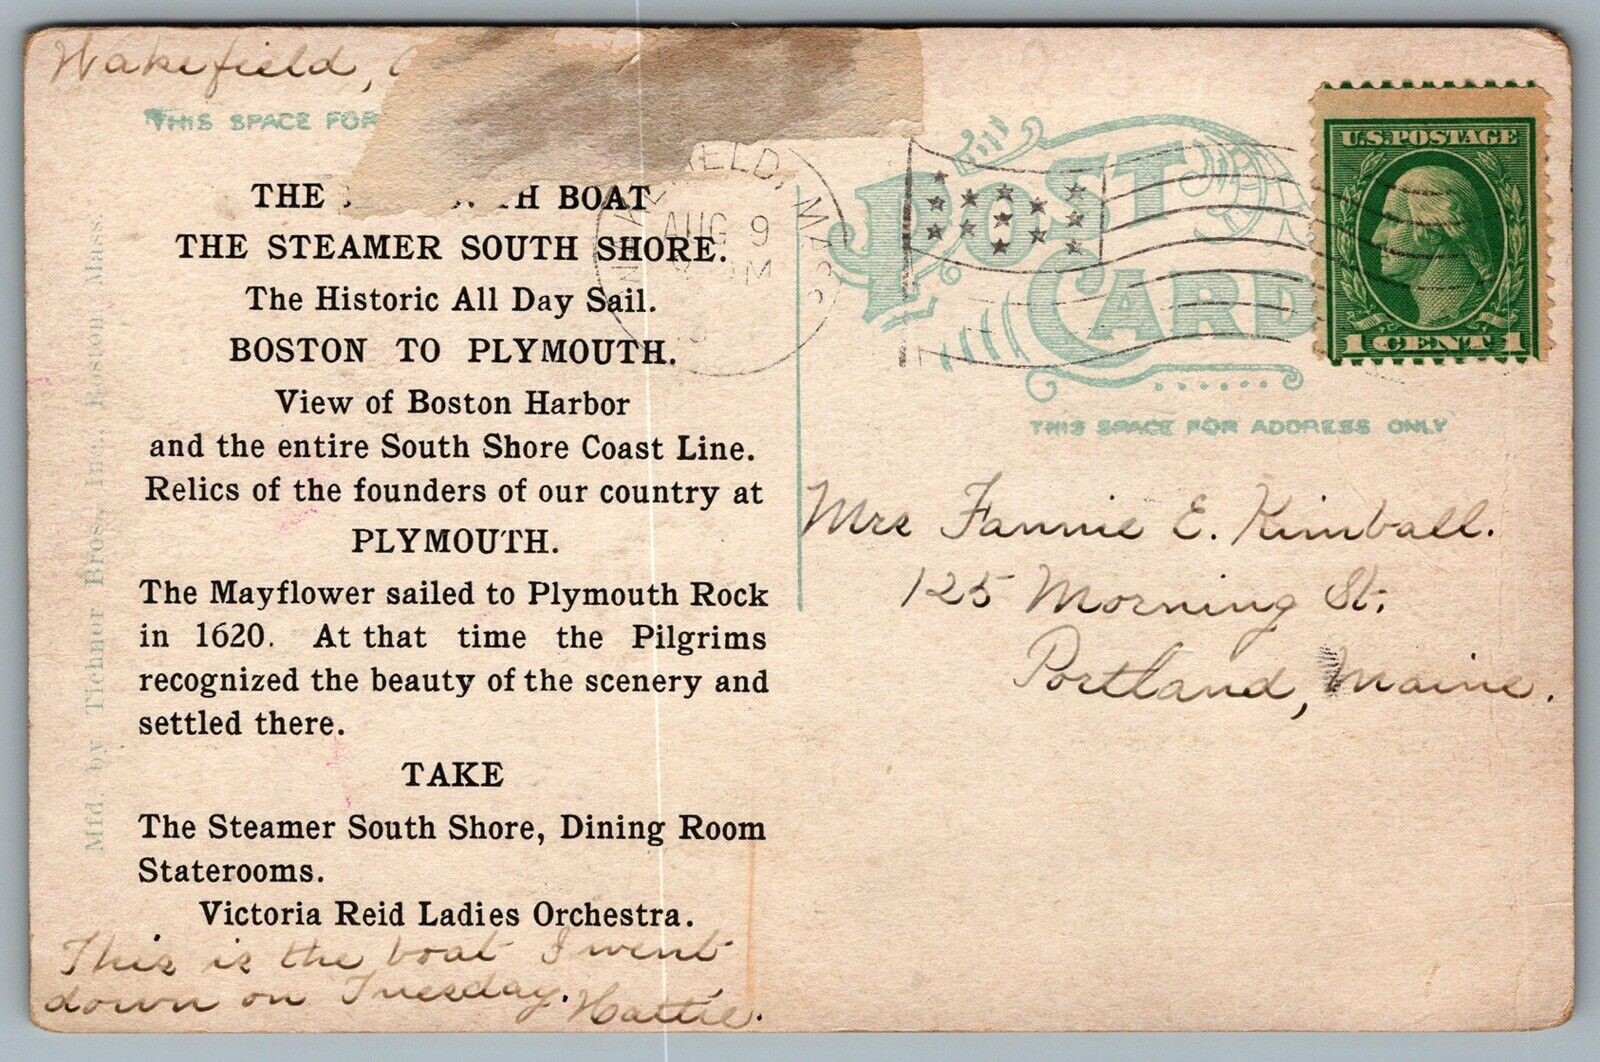 Wakefield,
THIS SPACE FOR
THE BOAT
THE STEAMER SOUTH SHORE.
The Historic All Day Sail.
BOSTON TO PLYMOUTH.
View of Boston Harbor
and the entire South Shore Coast Line.
Relics of the founders of our country at
PLYMOUTH.
The Mayflower sailed to Plymouth Rock
in 1620. At that time the Pilgrims
recognized the beauty of the scenery and
settled there.
TAKE
The Steamer South Shore, Dining Room
Staterooms.
Victoria Reid Ladies Orchestra.
This is the boat I went
down on Tuesday. Hattie.
Mfd. by Tichnor Bros., Inc., Boston, Mass.
MASS
AUG 9
POST
CARD
THIS SPACE FOR ADDRESS ONLY
U.S. POSTAGE
1 CENT 1
Mrs Fannie E. Kimball.
125 Morning St.
Portland, Maine.